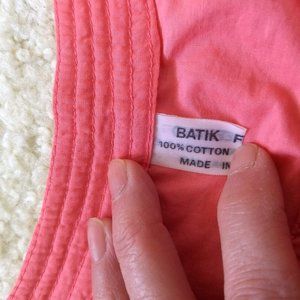 BATIK F
100% COTTON
MADE IN